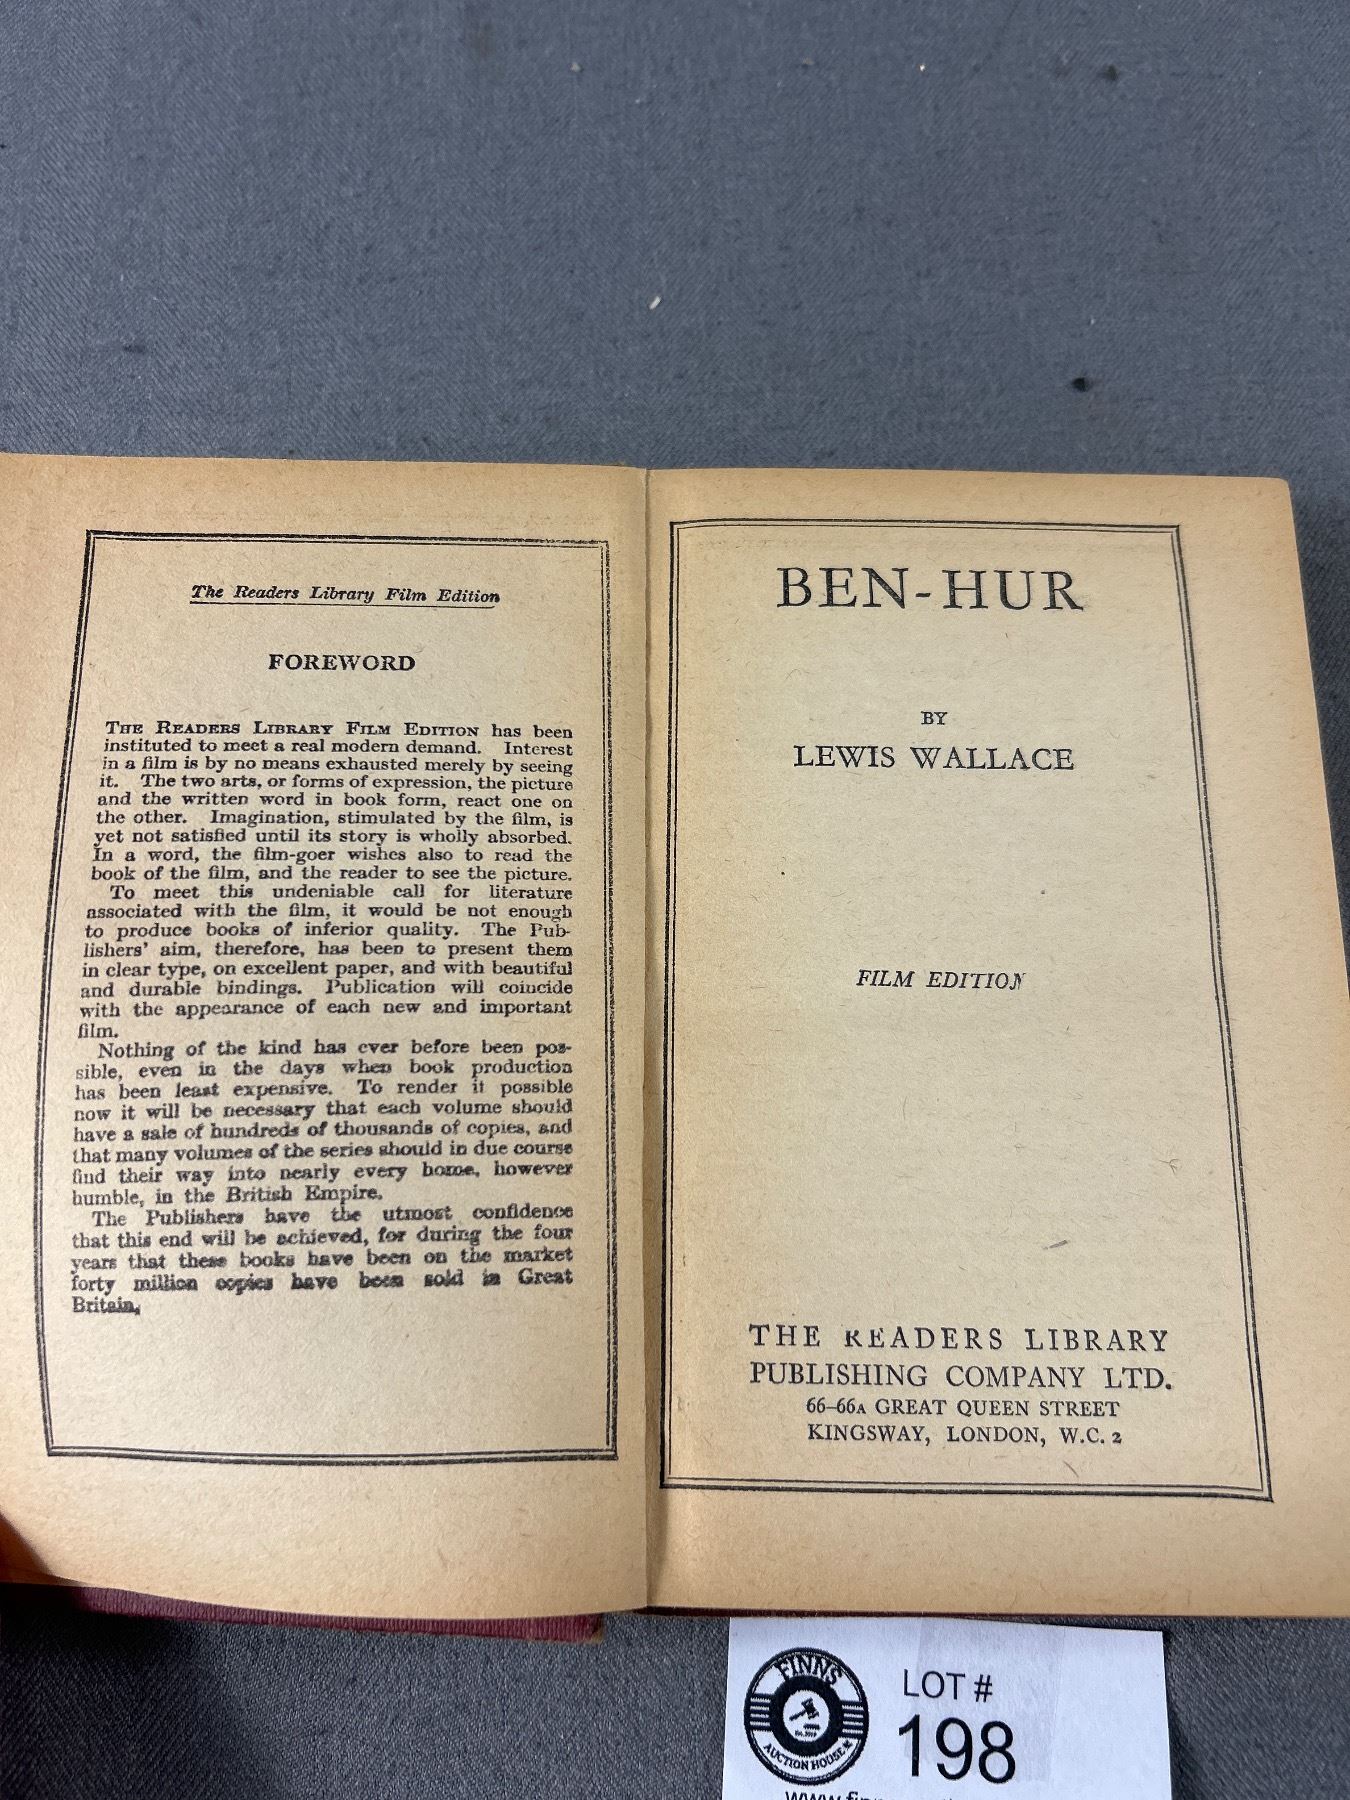 The Readers Library Film Edition
FOREWORD
THE READERS LIBRARY FILM EDITION has been
instituted to meet a real modern demand. Interest
in a film is by no means exhausted merely by seeing
it. The two arts, or forms of expression, the picture
and the written word in book form, react one on
the other. Imagination, stimulated by the film, is
yet not satisfied until its story is wholly absorbed.
In a word, the film-goer wishes also to read the
book of the film, and the reader to see the picture.
To meet this undeniable call for literature
associated with the film, it would be not enough
to produce books of inferior quality. The Pub-
lishers' aim, therefore, has been to present them
in clear type, on excellent paper, and with beautiful
and durable bindings. Publication will coincide
with the appearance of each new and important
film.
Nothing of the kind has ever before been pos-
sible, even in the days when book production
has been least expensive. To render it possible
now it will be necessary that each volume should
have a sale of hundreds of thousands of copies, and
that many volumes of the series should in due course
find their way into nearly every home, however
humble, in the British Empire.
The Publishers have the utmost confidence
that this end will be achieved, for during the four
years that these books have been on the market
forty million copies have been sold in Great
Britain.
BEN-HUR
BY
LEWIS WALLACE
FILM EDITION
THE READERS LIBRARY
PUBLISHING COMPANY LTD.
66-66A GREAT QUEEN STREET
KINGSWAY, LONDON, W.C. 2
FINNS
AUCTION HOUSE
LOT #
198